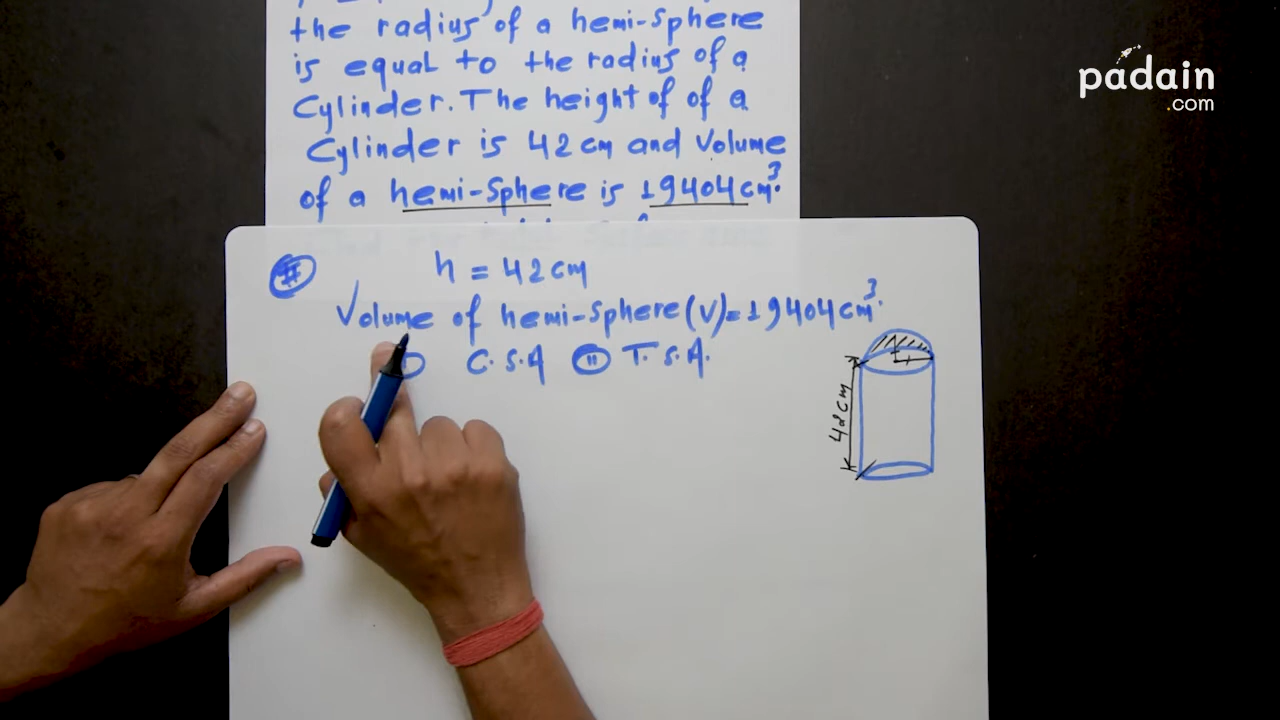 the radius of a hemi-sphere
is equal to the radius of a
Cylinder. The height of of a
Cylinder is 42 cm and Volume
of a hemi-Sphere is 19404 cm³.
padain
.com
h = 42 cm
Volume of hemi-sphere (V) = 19404 cm³.
C.S.A (ii) T.S.A.
42cm